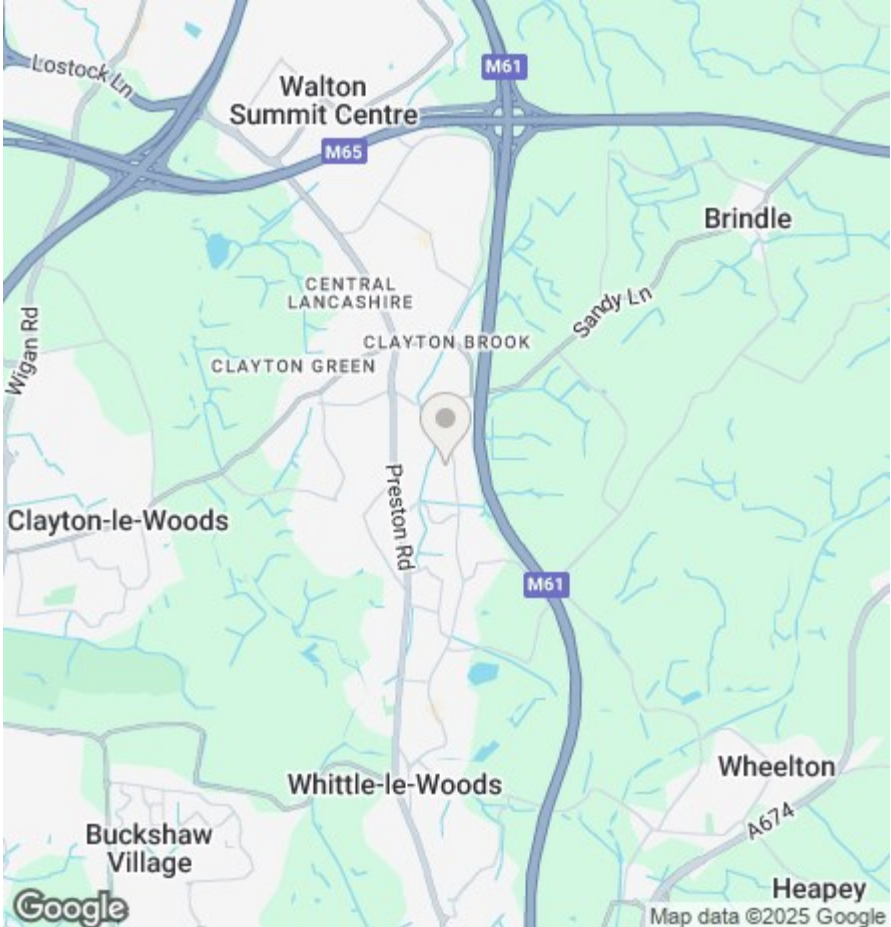 Lostock Ln
M61
Walton
Summit Centre
M65
Brindle
CENTRAL
LANCASHIRE
Sandy Ln
Wigan Rd
CLAYTON BROOK
CLAYTON GREEN
Preston Rd
Clayton-le-Woods
M61
Wheelton
Whittle-le-Woods
A674
Buckshaw
Village
Heapey
Google
Map data ©2025 Google